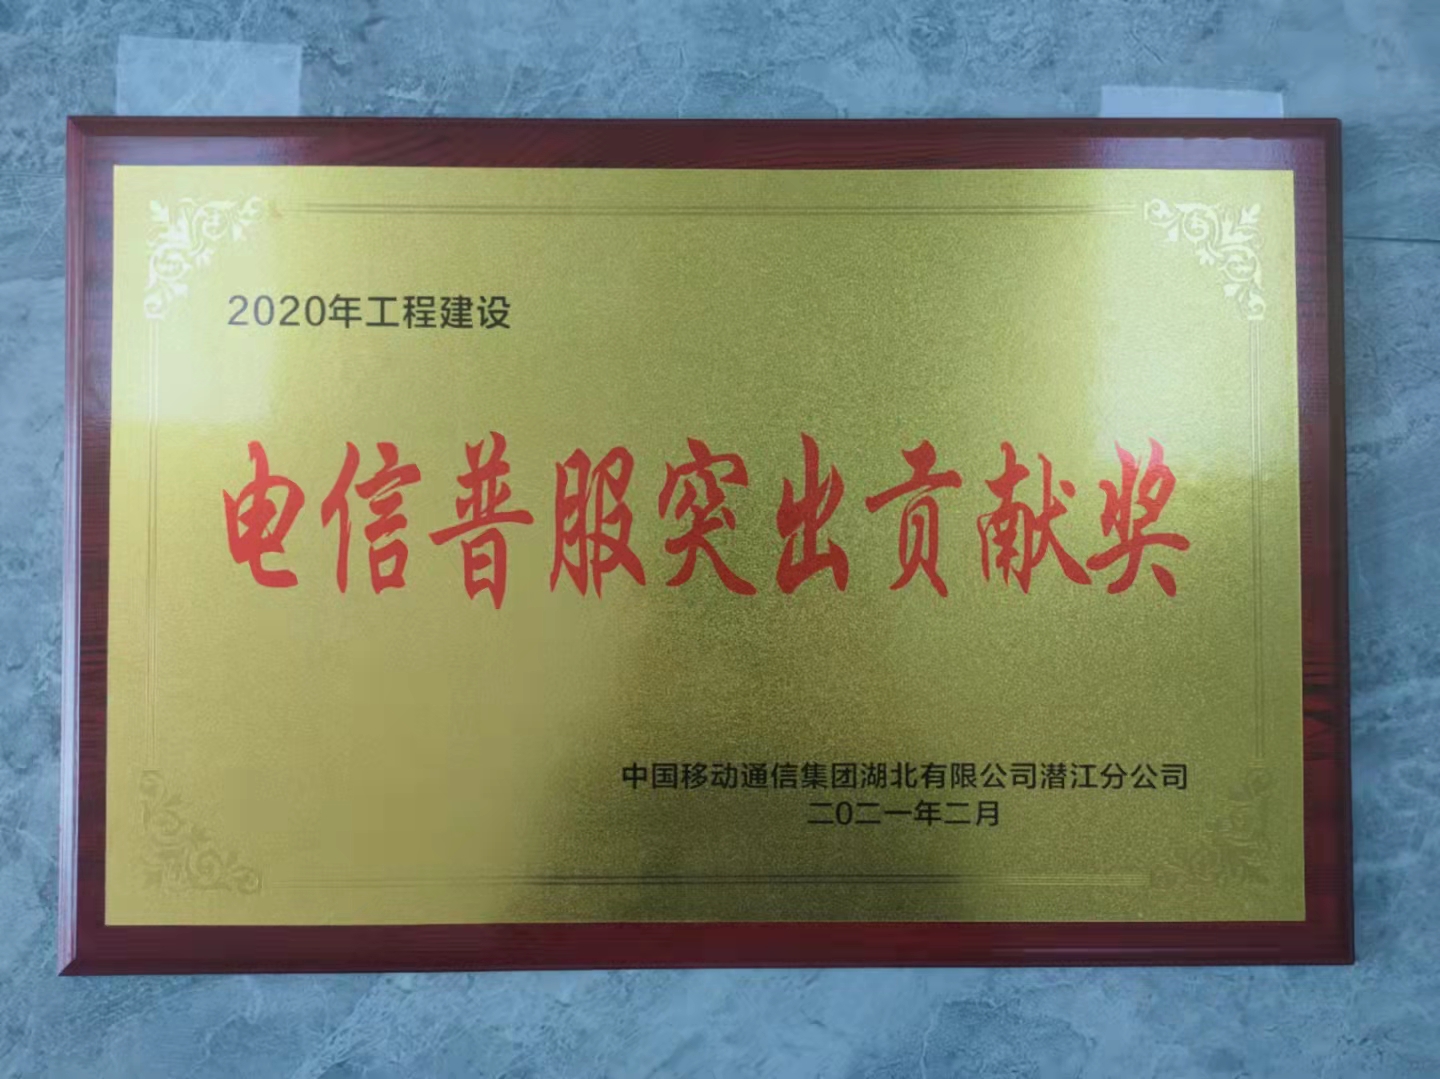 2020年工程建设
电信普服突出贡献奖
中国移动通信集团湖北有限公司潜江分公司
二0二一年二月